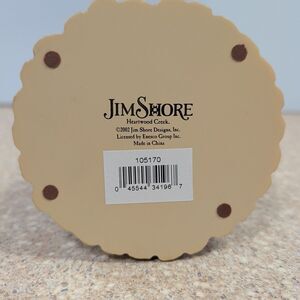 JIM SHORE
Heartwood Creek.
©2002 Jim Shore Designs, Inc.
Licensed by Enesco Group Inc.
Made in China
105170
0 45544 34196 7